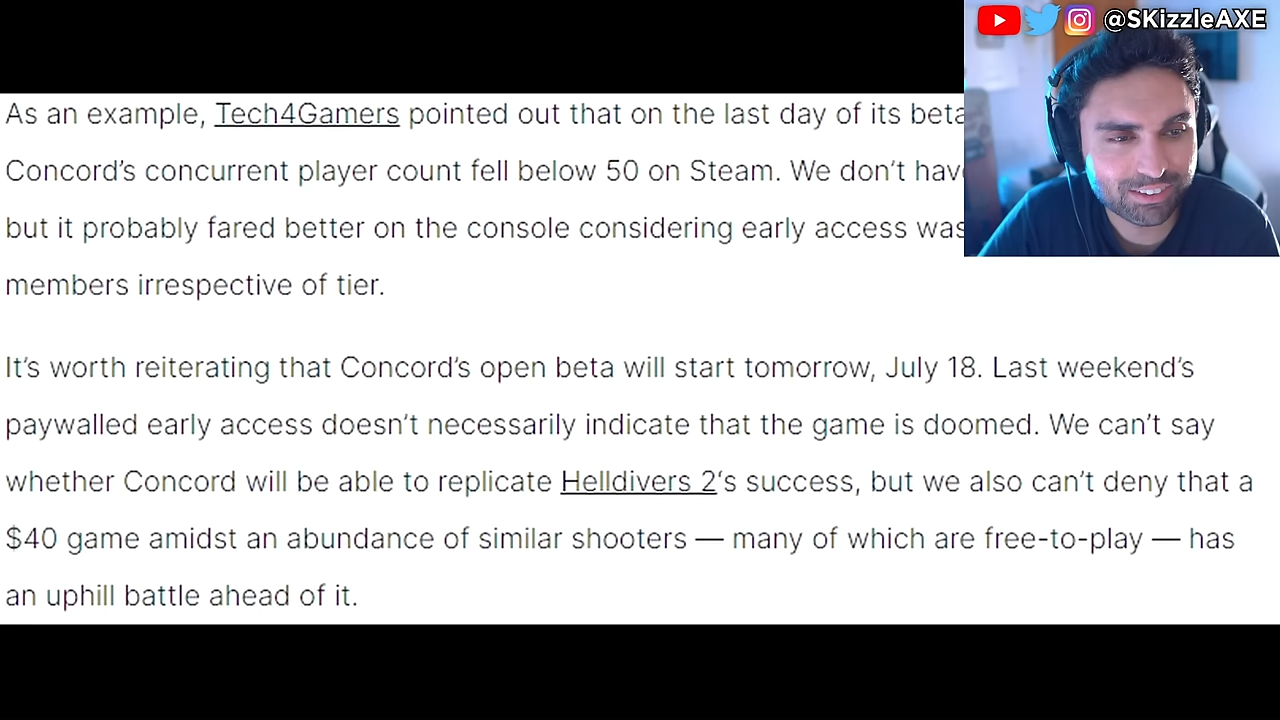 @SKizzleAXE
As an example, Tech4Gamers pointed out that on the last day of its beta
Concord’s concurrent player count fell below 50 on Steam. We don’t have
but it probably fared better on the console considering early access was
members irrespective of tier.
It’s worth reiterating that Concord’s open beta will start tomorrow, July 18. Last weekend’s
paywalled early access doesn’t necessarily indicate that the game is doomed. We can’t say
whether Concord will be able to replicate Helldivers 2‘s success, but we also can’t deny that a
$40 game amidst an abundance of similar shooters — many of which are free-to-play — has
an uphill battle ahead of it.